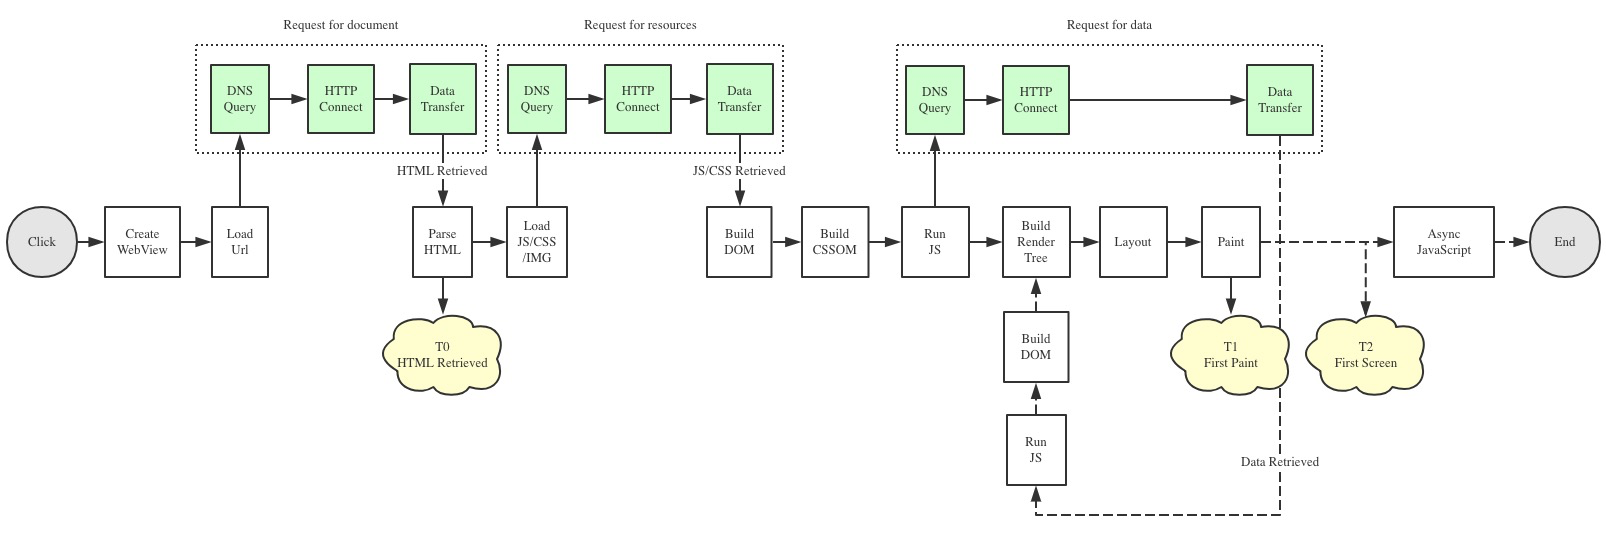 Request for document
Request for resources
Request for data
DNS
Query
HTTP
Connect
Data
Transfer
DNS
Query
HTTP
Connect
Data
Transfer
DNS
Query
HTTP
Connect
Data
Transfer
HTML Retrieved
JS/CSS Retrieved
Click
Create
WebView
Load
Url
Parse
HTML
Load
JS/CSS
/IMG
Build
DOM
Build
CSSOM
Run
JS
Build
Render
Tree
Layout
Paint
Async
JavaScript
End
T0
HTML Retrieved
Build
DOM
T1
First Paint
T2
First Screen
Run
JS
Data Retrieved